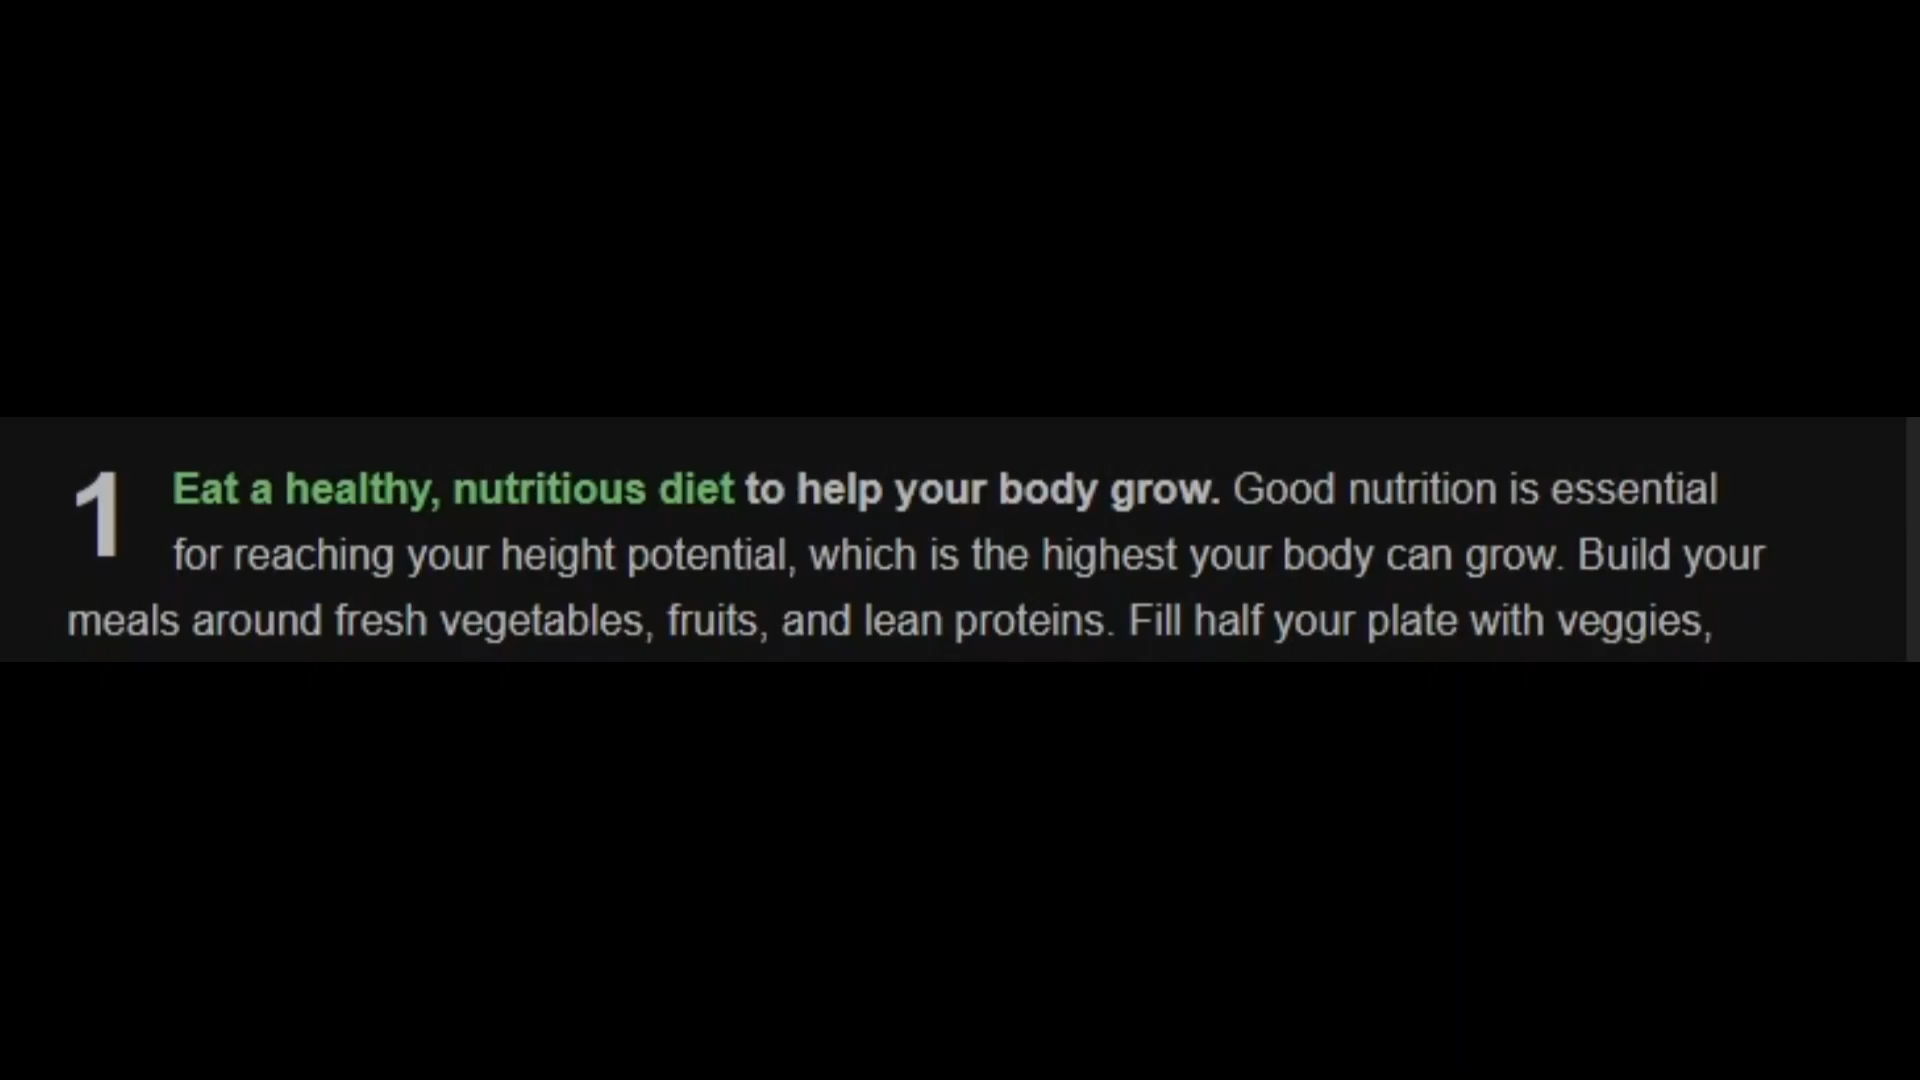 1
Eat a healthy, nutritious diet to help your body grow. Good nutrition is essential
for reaching your height potential, which is the highest your body can grow. Build your
meals around fresh vegetables, fruits, and lean proteins. Fill half your plate with veggies,